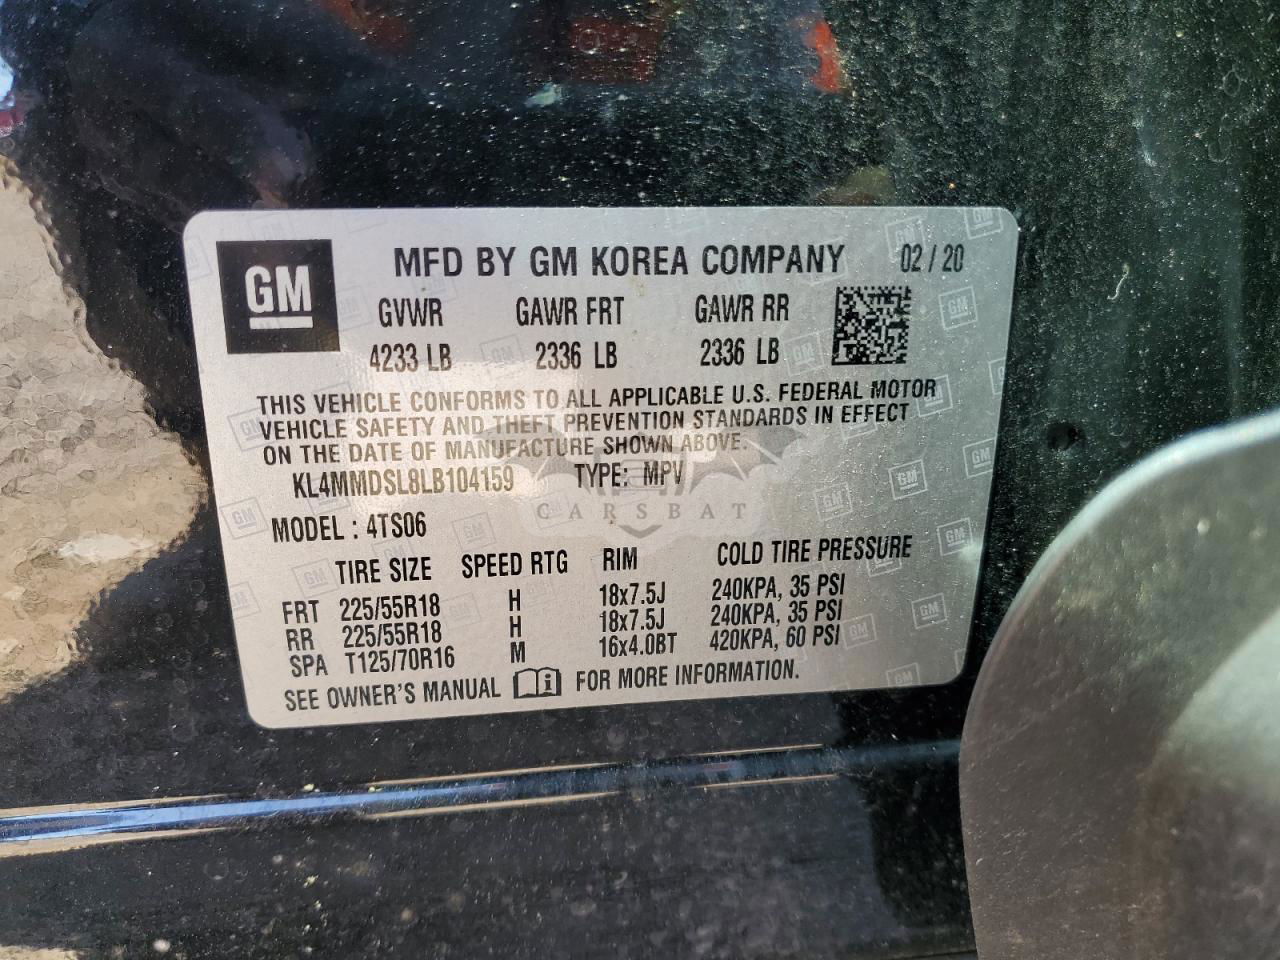 GM
MFD BY GM KOREA COMPANY 02/20
GVWR GAWR FRT GAWR RR
4233 LB 2336 LB 2336 LB
THIS VEHICLE CONFORMS TO ALL APPLICABLE U.S. FEDERAL MOTOR
VEHICLE SAFETY AND THEFT PREVENTION STANDARDS IN EFFECT
ON THE DATE OF MANUFACTURE SHOWN ABOVE.
KL4MMDSL8LB104159 TYPE: MPV
CARSBAT
MODEL : 4TS06
TIRE SIZE SPEED RTG RIM COLD TIRE PRESSURE
FRT 225/55R18 H 18x7.5J 240KPA, 35 PSI
RR 225/55R18 H 18x7.5J 240KPA, 35 PSI
SPA T125/70R16 M 16x4.0BT 420KPA, 60 PSI
SEE OWNER'S MANUAL FOR MORE INFORMATION.